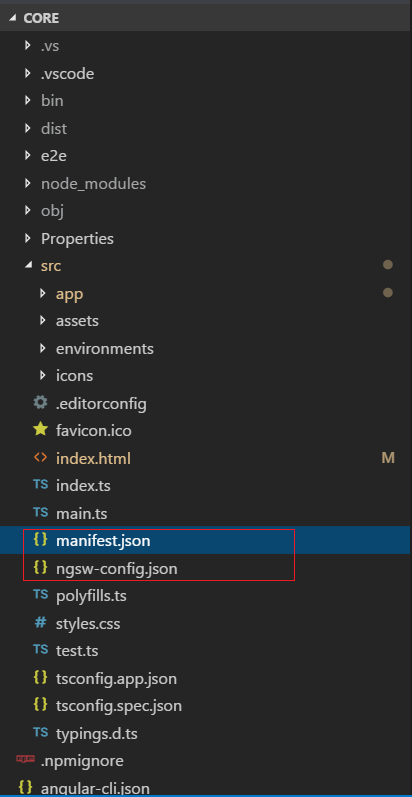 CORE
.vs
.vscode
bin
dist
e2e
node_modules
obj
Properties
src
app
assets
environments
icons
.editorconfig
favicon.ico
<> index.html M
TS index.ts
TS main.ts
{} manifest.json
{} ngsw-config.json
TS polyfills.ts
# styles.css
TS test.ts
{} tsconfig.app.json
{} tsconfig.spec.json
TS typings.d.ts
npm .npmignore
{} angular-cli.json